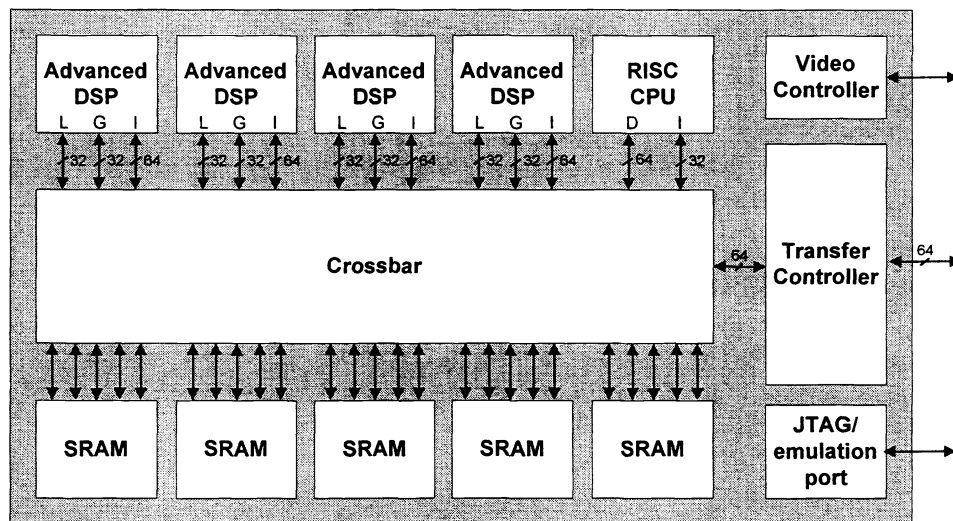 Advanced
DSP
L G I
Advanced
DSP
L G I
Advanced
DSP
L G I
Advanced
DSP
L G I
RISC
CPU
D I
Video
Controller
32 32 64
32 32 64
32 32 64
32 32 64
64 32
Crossbar
64
Transfer
Controller
64
SRAM
SRAM
SRAM
SRAM
SRAM
JTAG/
emulation
port